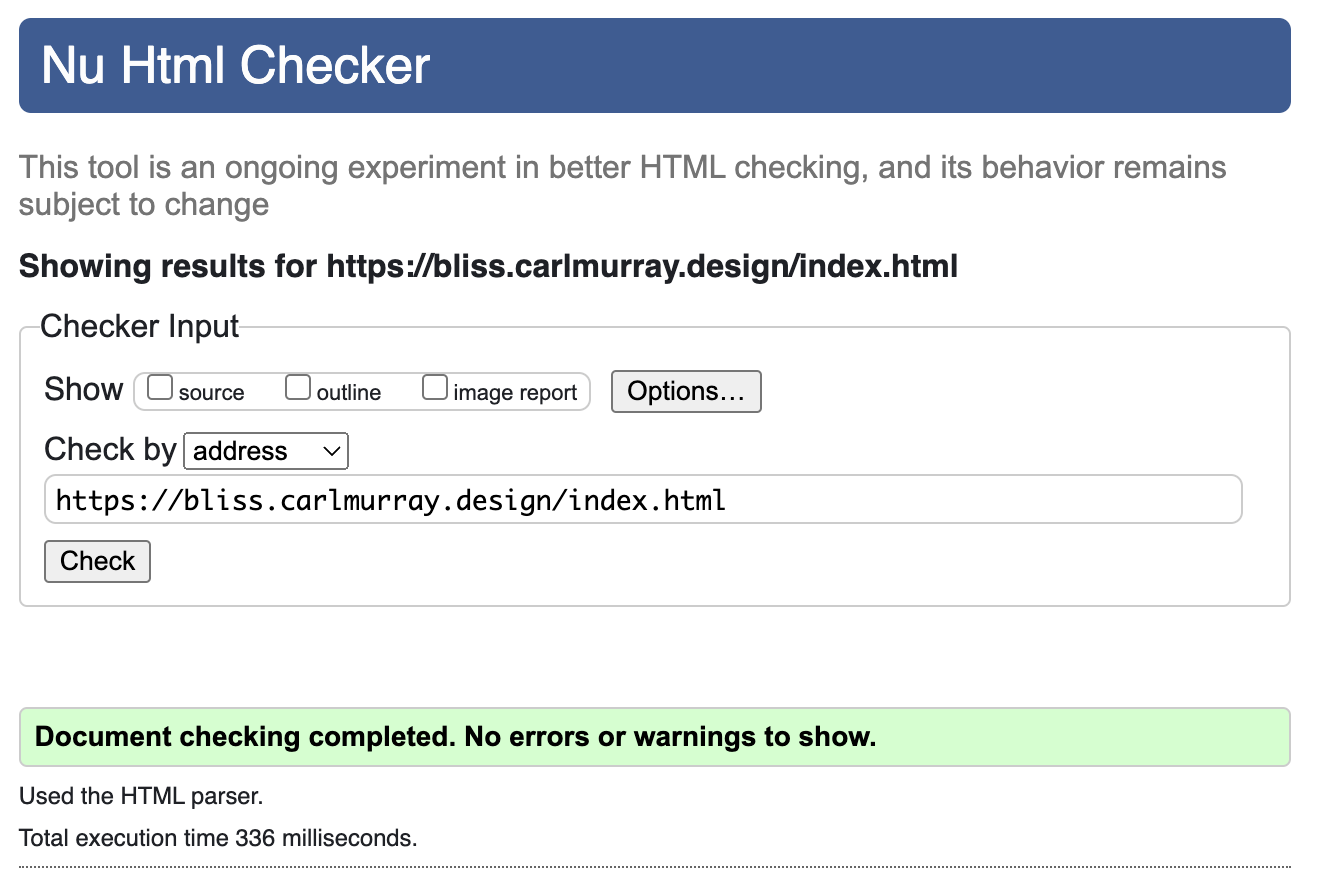 Nu Html Checker
This tool is an ongoing experiment in better HTML checking, and its behavior remains
subject to change
Showing results for https://bliss.carlmurray.design/index.html
Checker Input
Show source outline image report Options...
Check by address
https://bliss.carlmurray.design/index.html
Check
Document checking completed. No errors or warnings to show.
Used the HTML parser.
Total execution time 336 milliseconds.